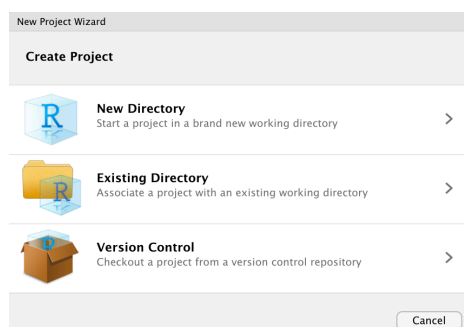 New Project Wizard
Create Project
R
New Directory
Start a project in a brand new working directory
R
Existing Directory
Associate a project with an existing working directory
R
Version Control
Checkout a project from a version control repository
Cancel